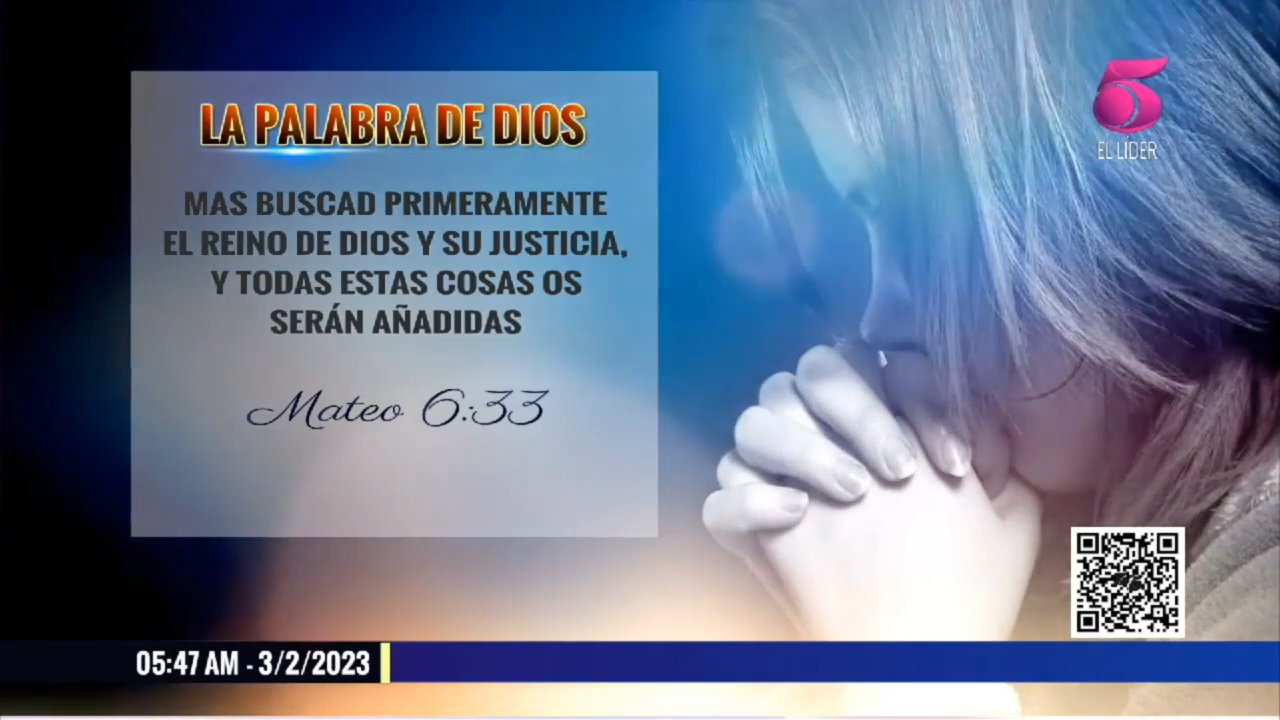 LA PALABRA DE DIOS
MAS BUSCAD PRIMERAMENTE
EL REINO DE DIOS Y SU JUSTICIA,
Y TODAS ESTAS COSAS OS
SERÁN AÑADIDAS
Mateo 6:33
5
EL LÍDER
05:47 AM - 3/2/2023